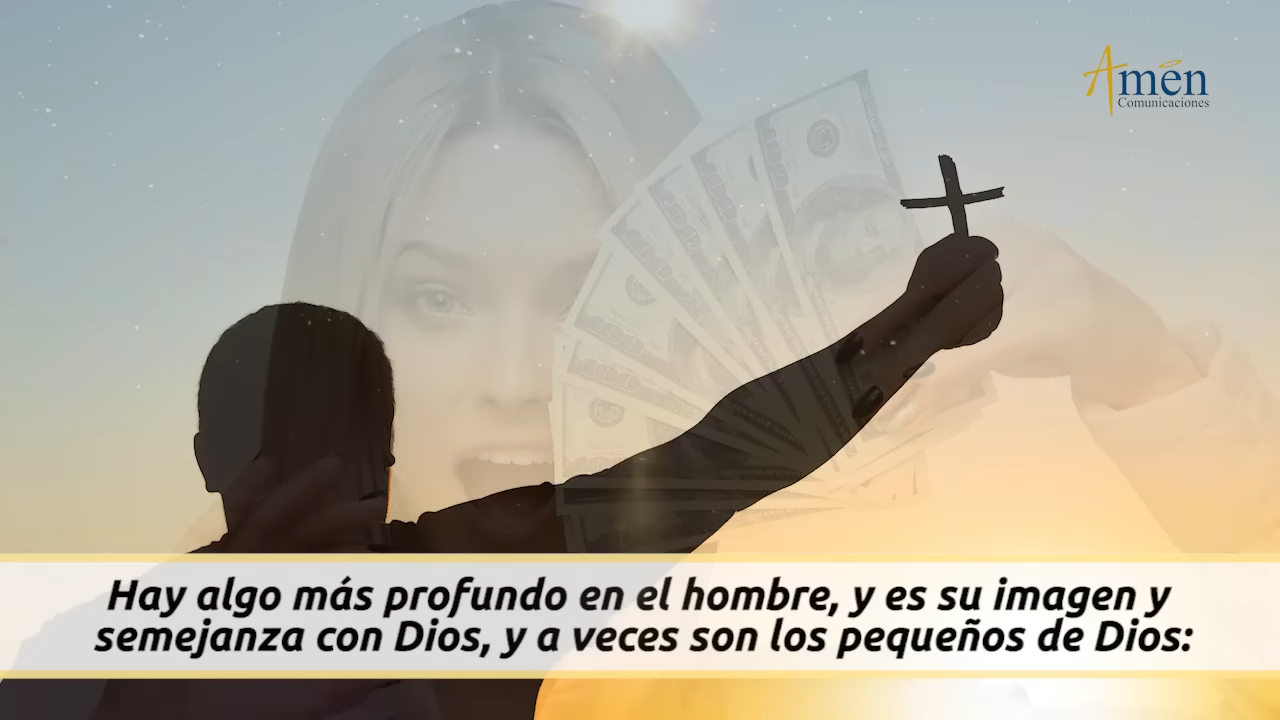 Amén
Comunicaciones
Hay algo más profundo en el hombre, y es su imagen y
semejanza con Dios, y a veces son los pequeños de Dios: